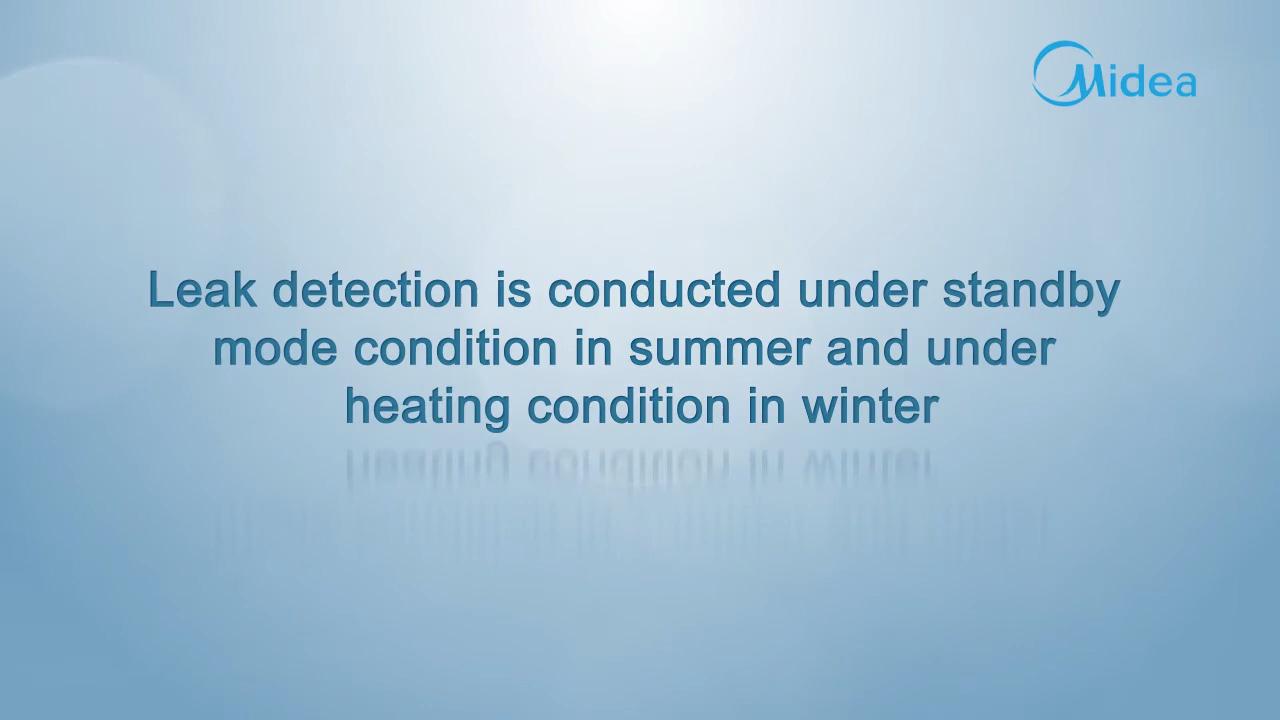 Midea
Leak detection is conducted under standby
mode condition in summer and under
heating condition in winter